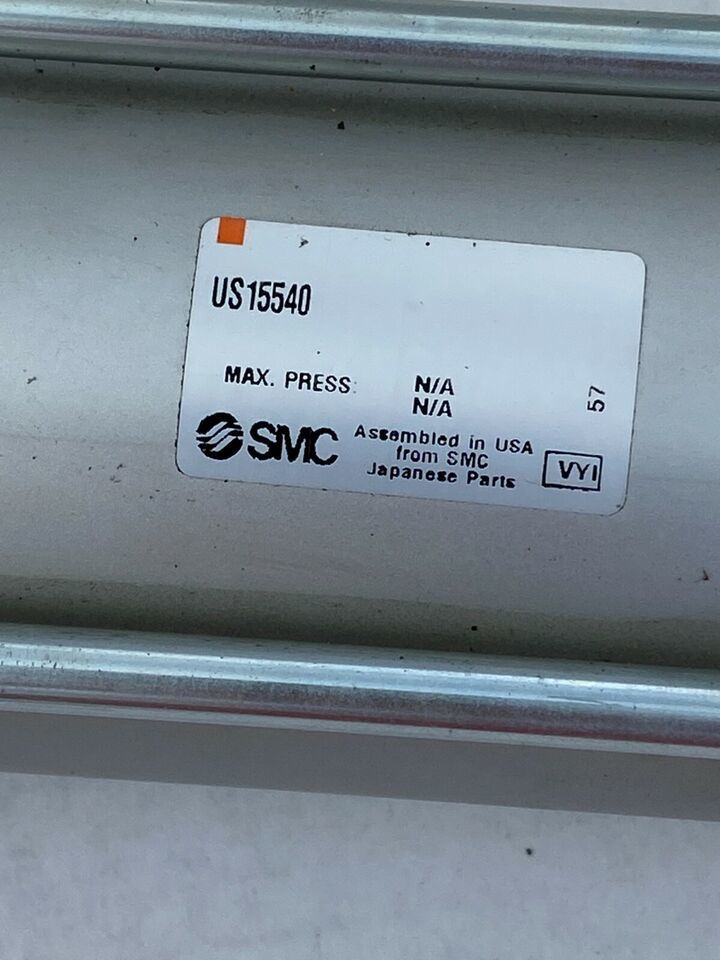 US15540
MAX. PRESS: N/A
N/A
57
SMC
Assembled in USA
from SMC
Japanese Parts
VYI